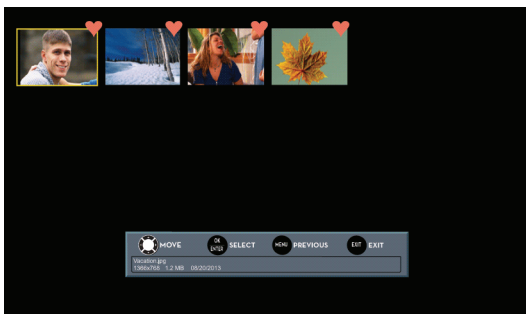 MOVE OK ENTER SELECT MENU PREVIOUS EXIT EXIT
Vacation.jpg
1366x768 1.2 MB 08/20/2013